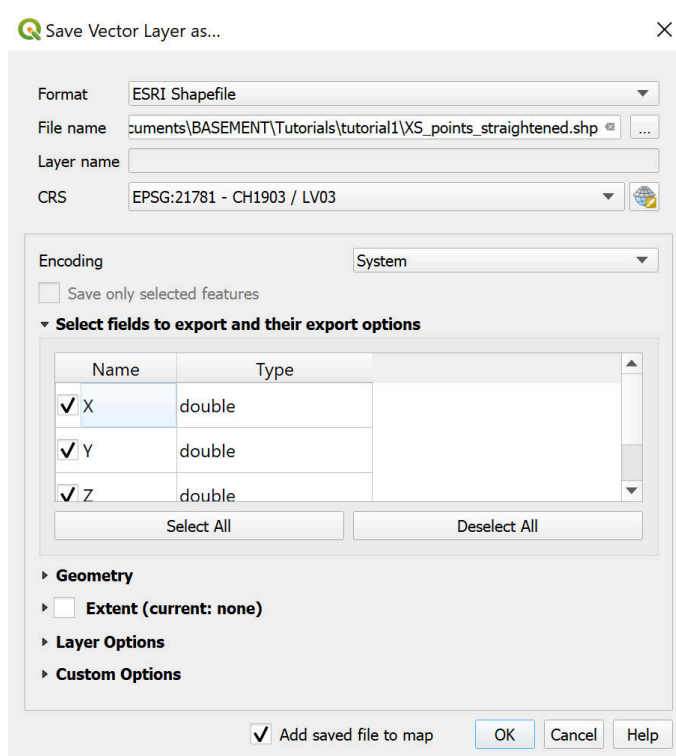 Save Vector Layer as...
Format ESRI Shapefile
File name cuments\BASEMENT\Tutorials\tutorial1\XS_points_straightened.shp ...
Layer name
CRS EPSG:21781 - CH1903 / LV03
Encoding System
Save only selected features
Select fields to export and their export options
Name Type
X double
Y double
Z double
Select All Deselect All
Geometry
Extent (current: none)
Layer Options
Custom Options
Add saved file to map OK Cancel Help